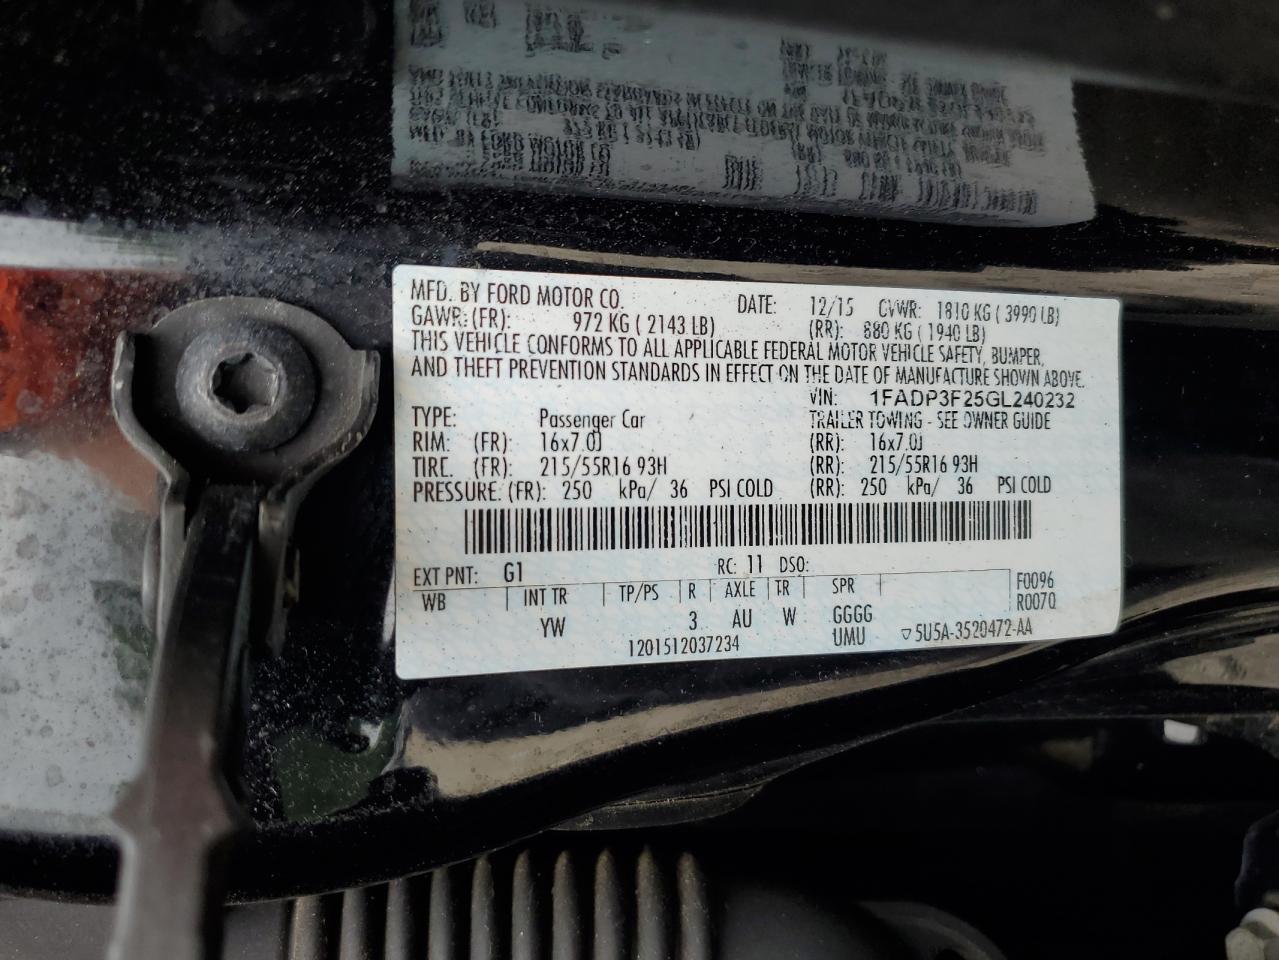 MFD. BY FORD MOTOR CO. DATE: 12/15 GVWR: 1810 KG ( 3990 LB)
GAWR:(FR): 972 KG ( 2143 LB) (RR): 880 KG ( 1940 LB)
THIS VEHICLE CONFORMS TO ALL APPLICABLE FEDERAL MOTOR VEHICLE SAFETY, BUMPER,
AND THEFT PREVENTION STANDARDS IN EFFECT ON THE DATE OF MANUFACTURE SHOWN ABOVE.
VIN: 1FADP3F25GL240232
TYPE: Passenger Car TRAILER TOWING - SEE OWNER GUIDE
RIM: (FR): 16x7.0J (RR): 16x7.0J
TIRE: (FR): 215/55R16 93H (RR): 215/55R16 93H
PRESSURE: (FR): 250 kPa/ 36 PSI COLD (RR): 250 kPa/ 36 PSI COLD
EXT PNT: G1 RC: 11 DSO:
WB INT TR TP/PS R AXLE TR SPR F0096
R0070
YW 3 AU W GGGG
1201512037234 UMU ▽5U5A-3520472-AA